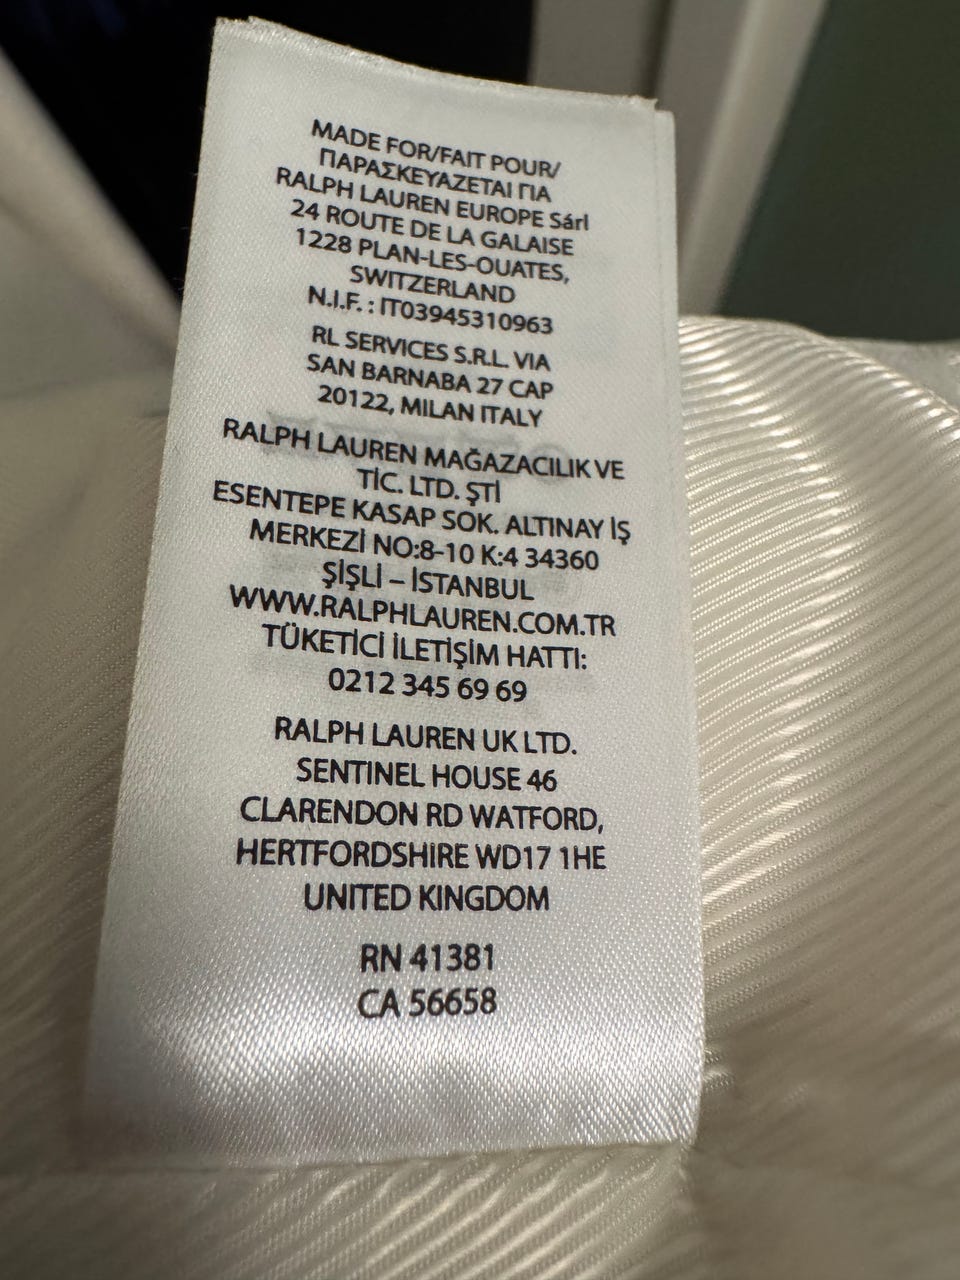 MADE FOR/FAIT POUR/
ΠΑΡΑΣΚΕΥΑΖΕΤΑΙ ΓΙΑ
RALPH LAUREN EUROPE Sárl
24 ROUTE DE LA GALAISE
1228 PLAN-LES-OUATES,
SWITZERLAND
N.I.F. : IT03945310963
RL SERVICES S.R.L. VIA
SAN BARNABA 27 CAP
20122, MILAN ITALY
RALPH LAUREN MAĞAZACILIK VE
TİC. LTD. ŞTİ
ESENTEPE KASAP SOK. ALTINAY İŞ
MERKEZİ NO:8-10 K:4 34360
ŞİŞLİ – İSTANBUL
WWW.RALPHLAUREN.COM.TR
TÜKETİCİ İLETİŞİM HATTI:
0212 345 69 69
RALPH LAUREN UK LTD.
SENTINEL HOUSE 46
CLARENDON RD WATFORD,
HERTFORDSHIRE WD17 1HE
UNITED KINGDOM
RN 41381
CA 56658